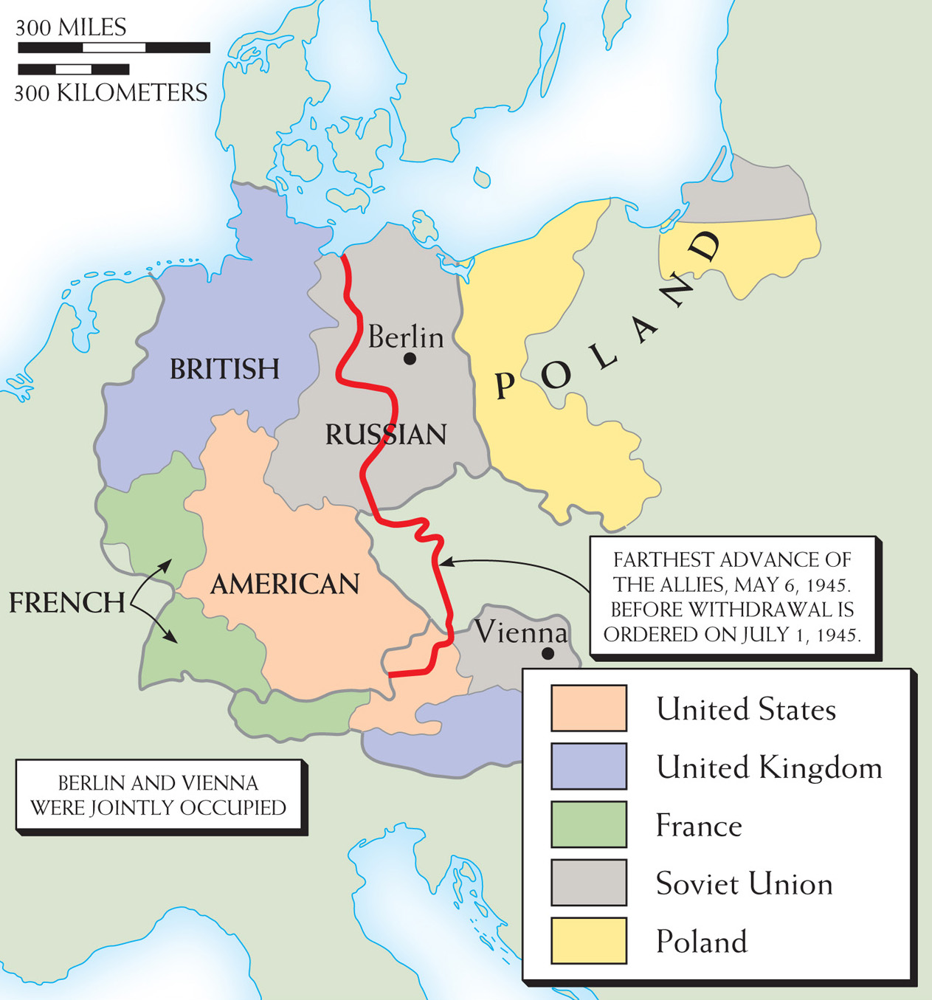 300 MILES
300 KILOMETERS
POLAND
Berlin
BRITISH
RUSSIAN
AMERICAN
FRENCH
FARTHEST ADVANCE OF
THE ALLIES, MAY 6, 1945.
BEFORE WITHDRAWAL IS
ORDERED ON JULY 1, 1945.
Vienna
BERLIN AND VIENNA
WERE JOINTLY OCCUPIED
United States
United Kingdom
France
Soviet Union
Poland